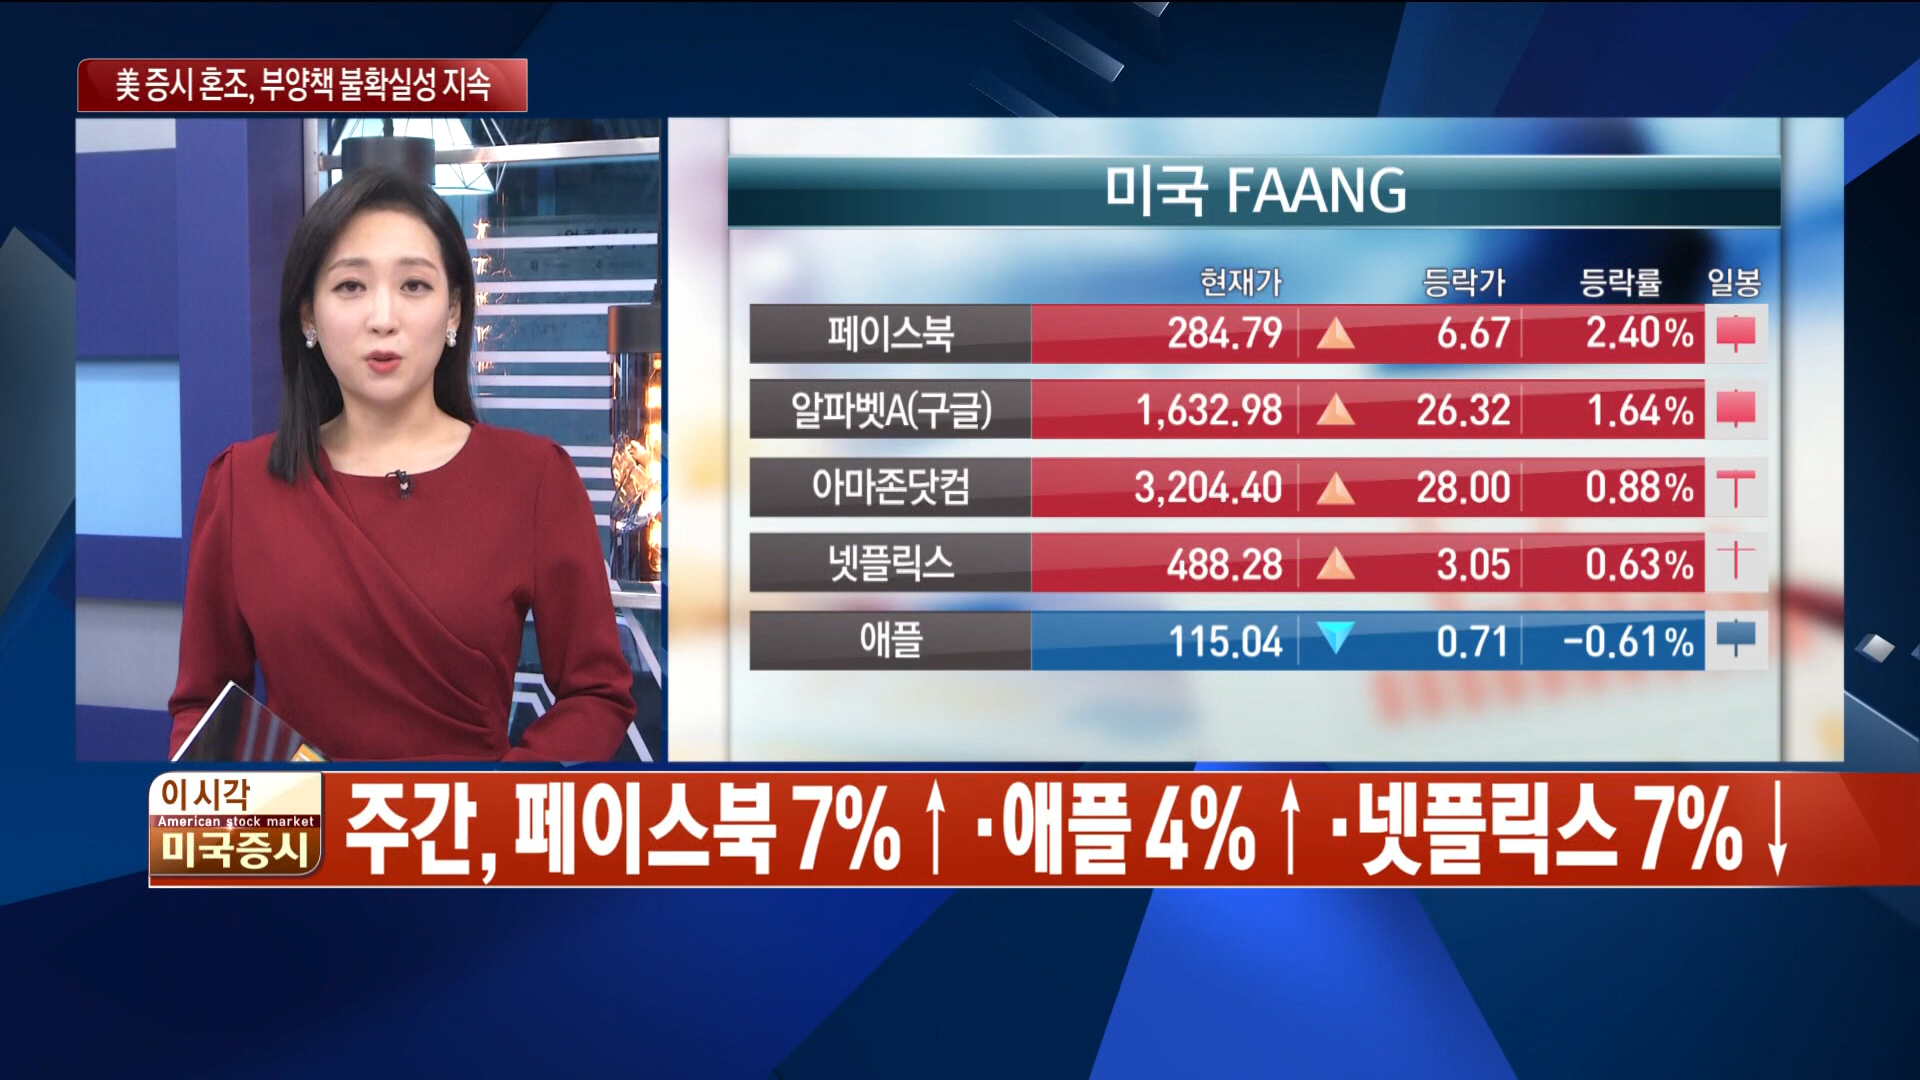 美 증시 혼조, 부양책 불확실성 지속
미국 FAANG
현재가 등락가 등락률 일봉
페이스북 284.79 ▲ 6.67 2.40%
알파벳A(구글) 1,632.98 ▲ 26.32 1.64%
아마존닷컴 3,204.40 ▲ 28.00 0.88%
넷플릭스 488.28 ▲ 3.05 0.63%
애플 115.04 ▼ 0.71 -0.61%
이 시각
American stock market
미국증시
주간, 페이스북 7%↑·애플 4%↑·넷플릭스 7%↓